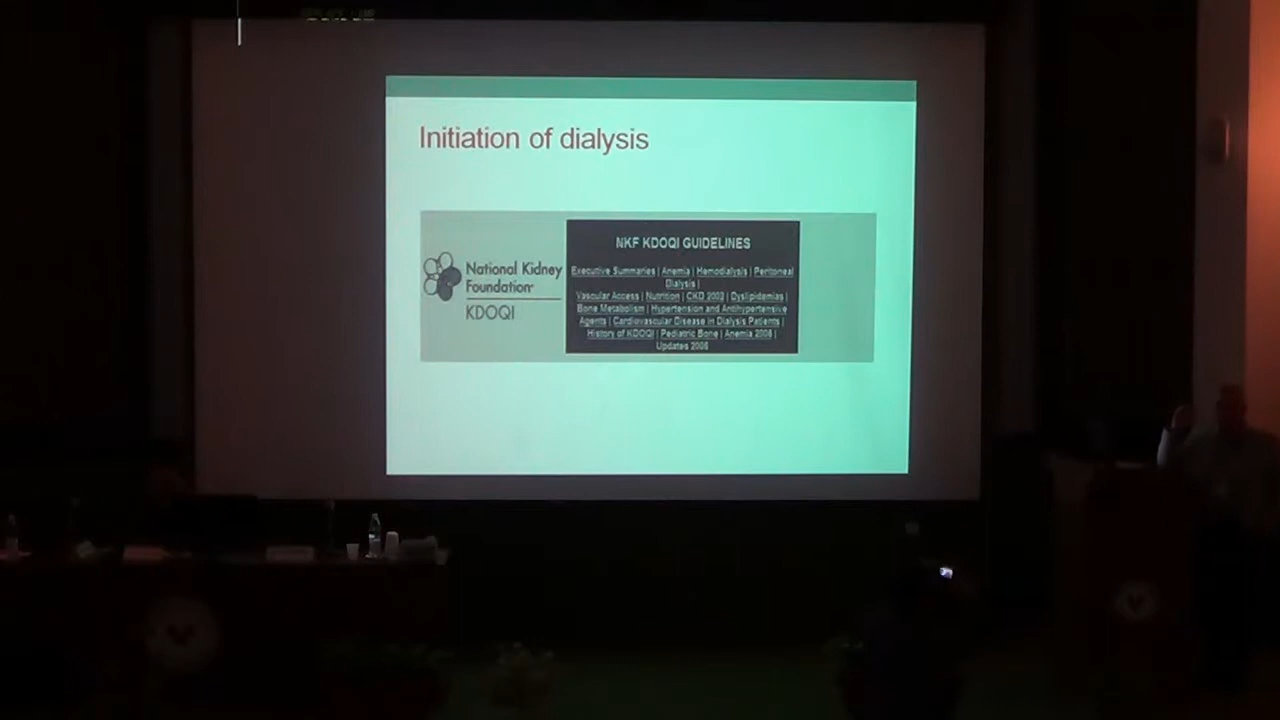 Initiation of dialysis
National Kidney
Foundation
KDOQI
NKF KDOQI GUIDELINES
Executive Summaries | Anemia | Hemodialysis | Peritoneal
Dialysis |
Vascular Access | Nutrition | CKD 2002 | Dyslipidemias |
Bone Metabolism | Hypertension and Antihypertensive
Agents | Cardiovascular Disease in Dialysis Patients |
History of KDOQI | Pediatric Bone | Anemia 2006 |
Updates 2006